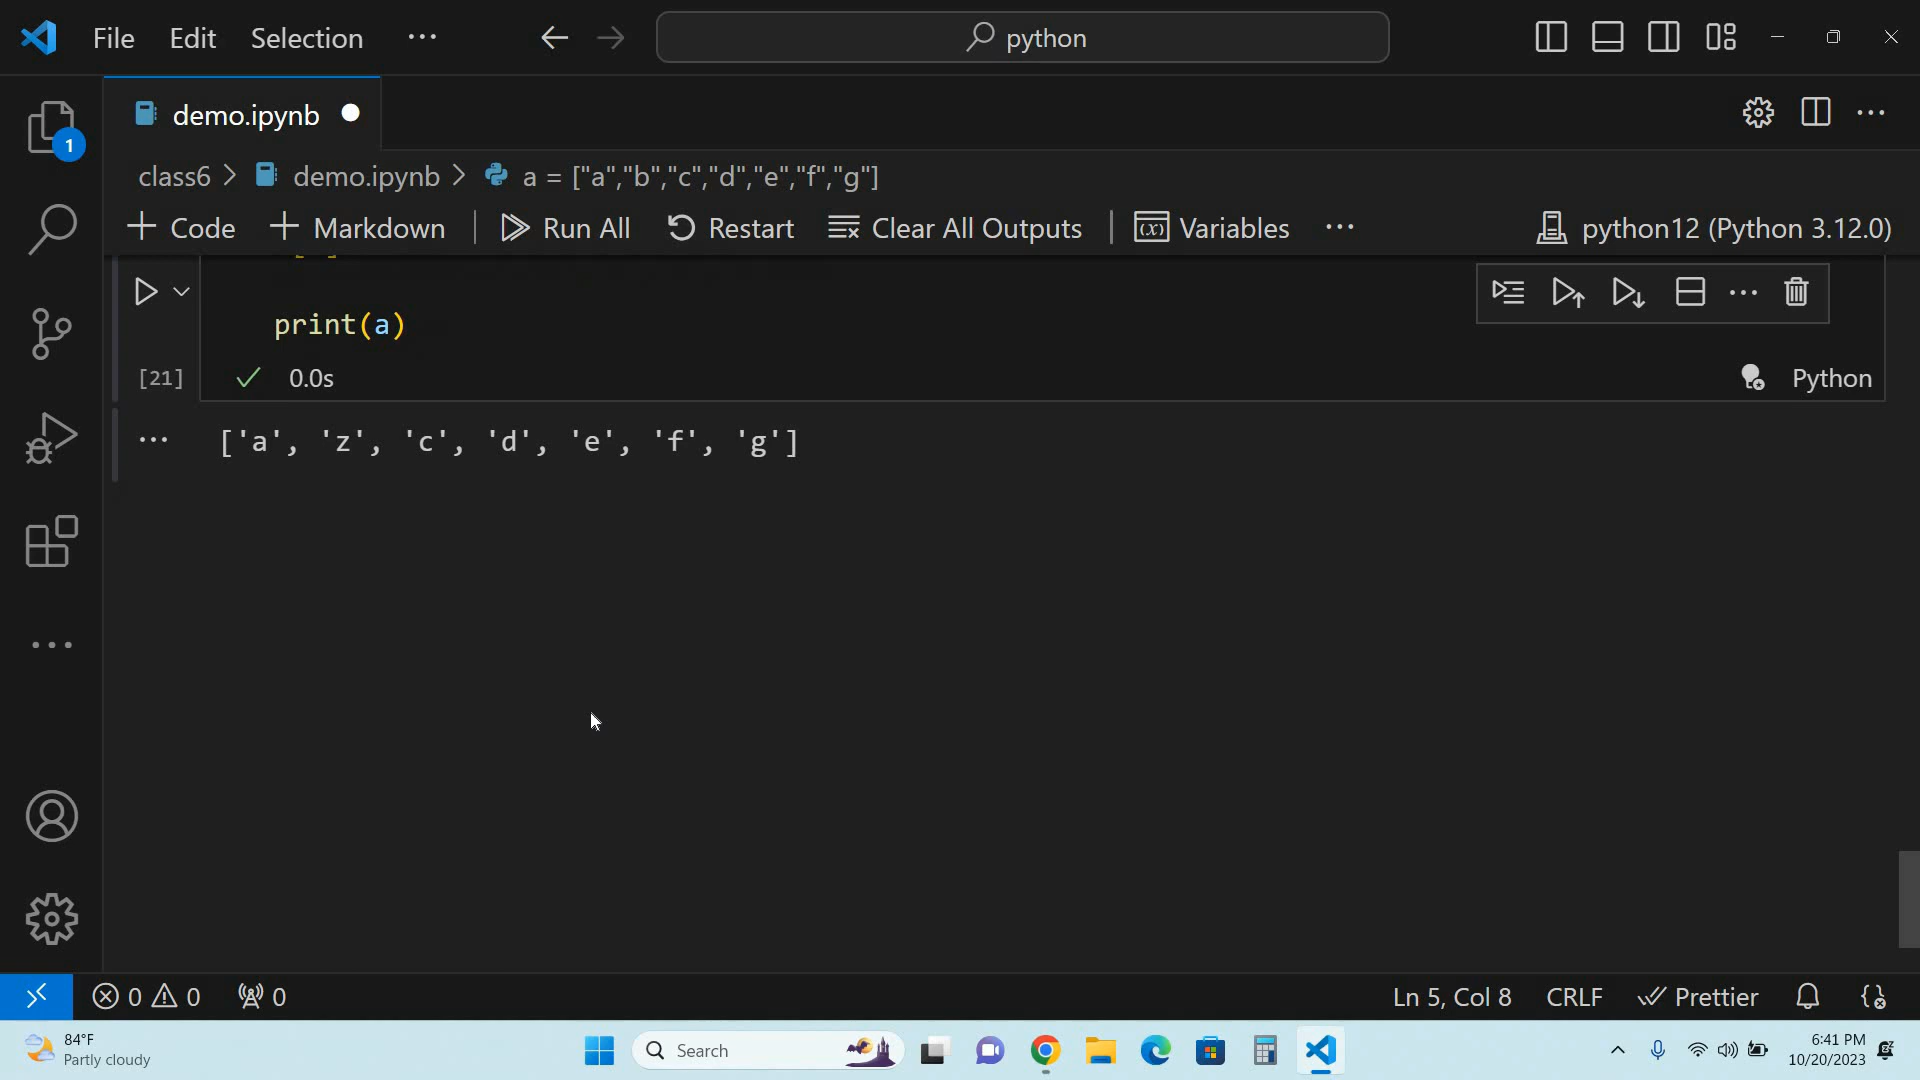 File Edit Selection ··· python
demo.ipynb
1
class6 > demo.ipynb > a = ["a","b","c","d","e","f","g"]
+ Code + Markdown Run All Restart Clear All Outputs Variables ··· python12 (Python 3.12.0)
print(a)
[21] 0.0s Python
['a', 'z', 'c', 'd', 'e', 'f', 'g']
0 0 0 Ln 5, Col 8 CRLF Prettier
84°F
Partly cloudy
Search
6:41 PM
10/20/2023